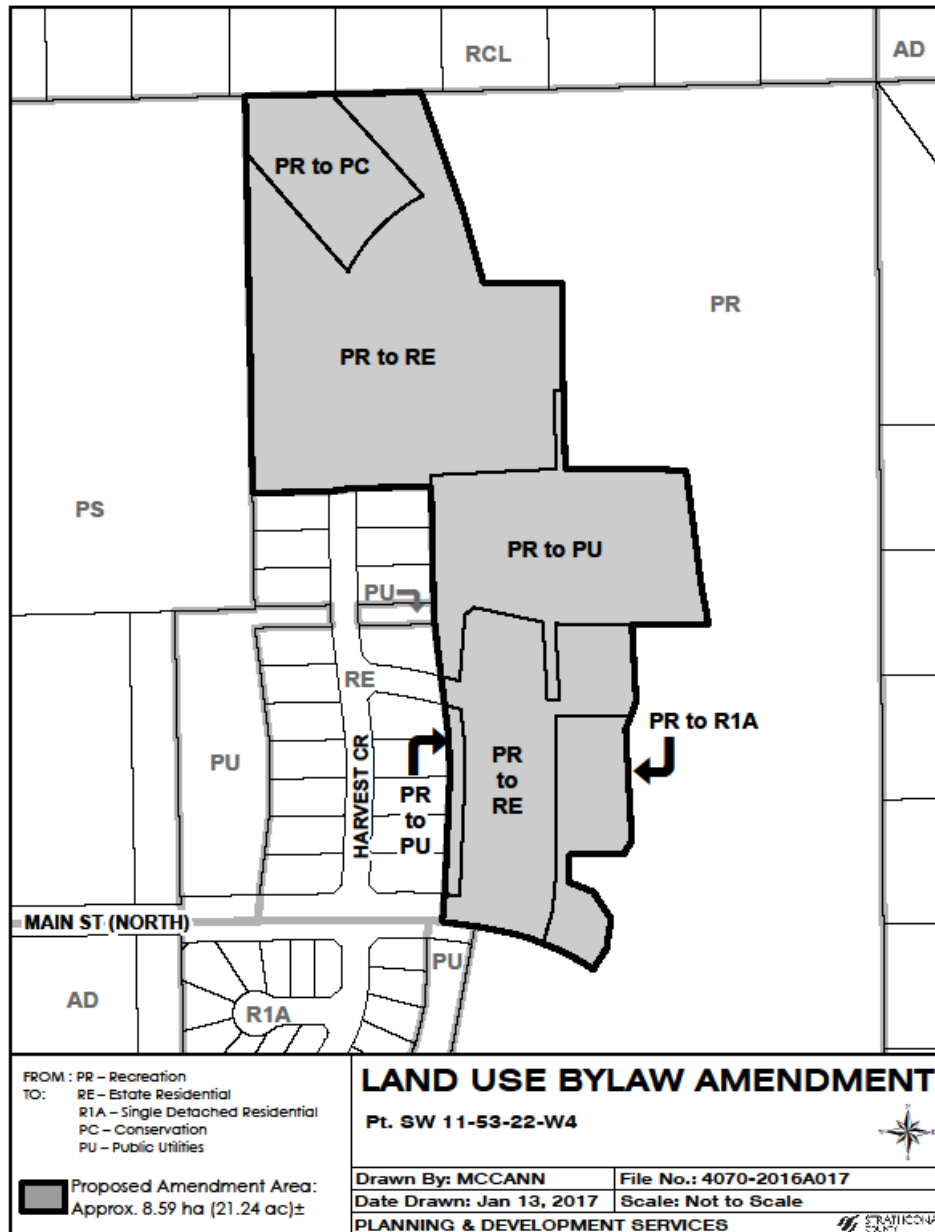 RCL
AD
PR to PC
PR
PR to RE
PS
PR to PU
PU
RE
PR to R1A
PU
HARVEST CR
PR
to
PU
PR
to
RE
MAIN ST (NORTH)
PU
AD
R1A
FROM : PR – Recreation
TO: RE – Estate Residential
R1A – Single Detached Residential
PC – Conservation
PU – Public Utilities
Proposed Amendment Area:
Approx. 8.59 ha (21.24 ac)±
LAND USE BYLAW AMENDMENT
Pt. SW 11-53-22-W4
Drawn By: MCCANN
File No.: 4070-2016A017
Date Drawn: Jan 13, 2017
Scale: Not to Scale
PLANNING & DEVELOPMENT SERVICES
STRATHCONA
COUNTY